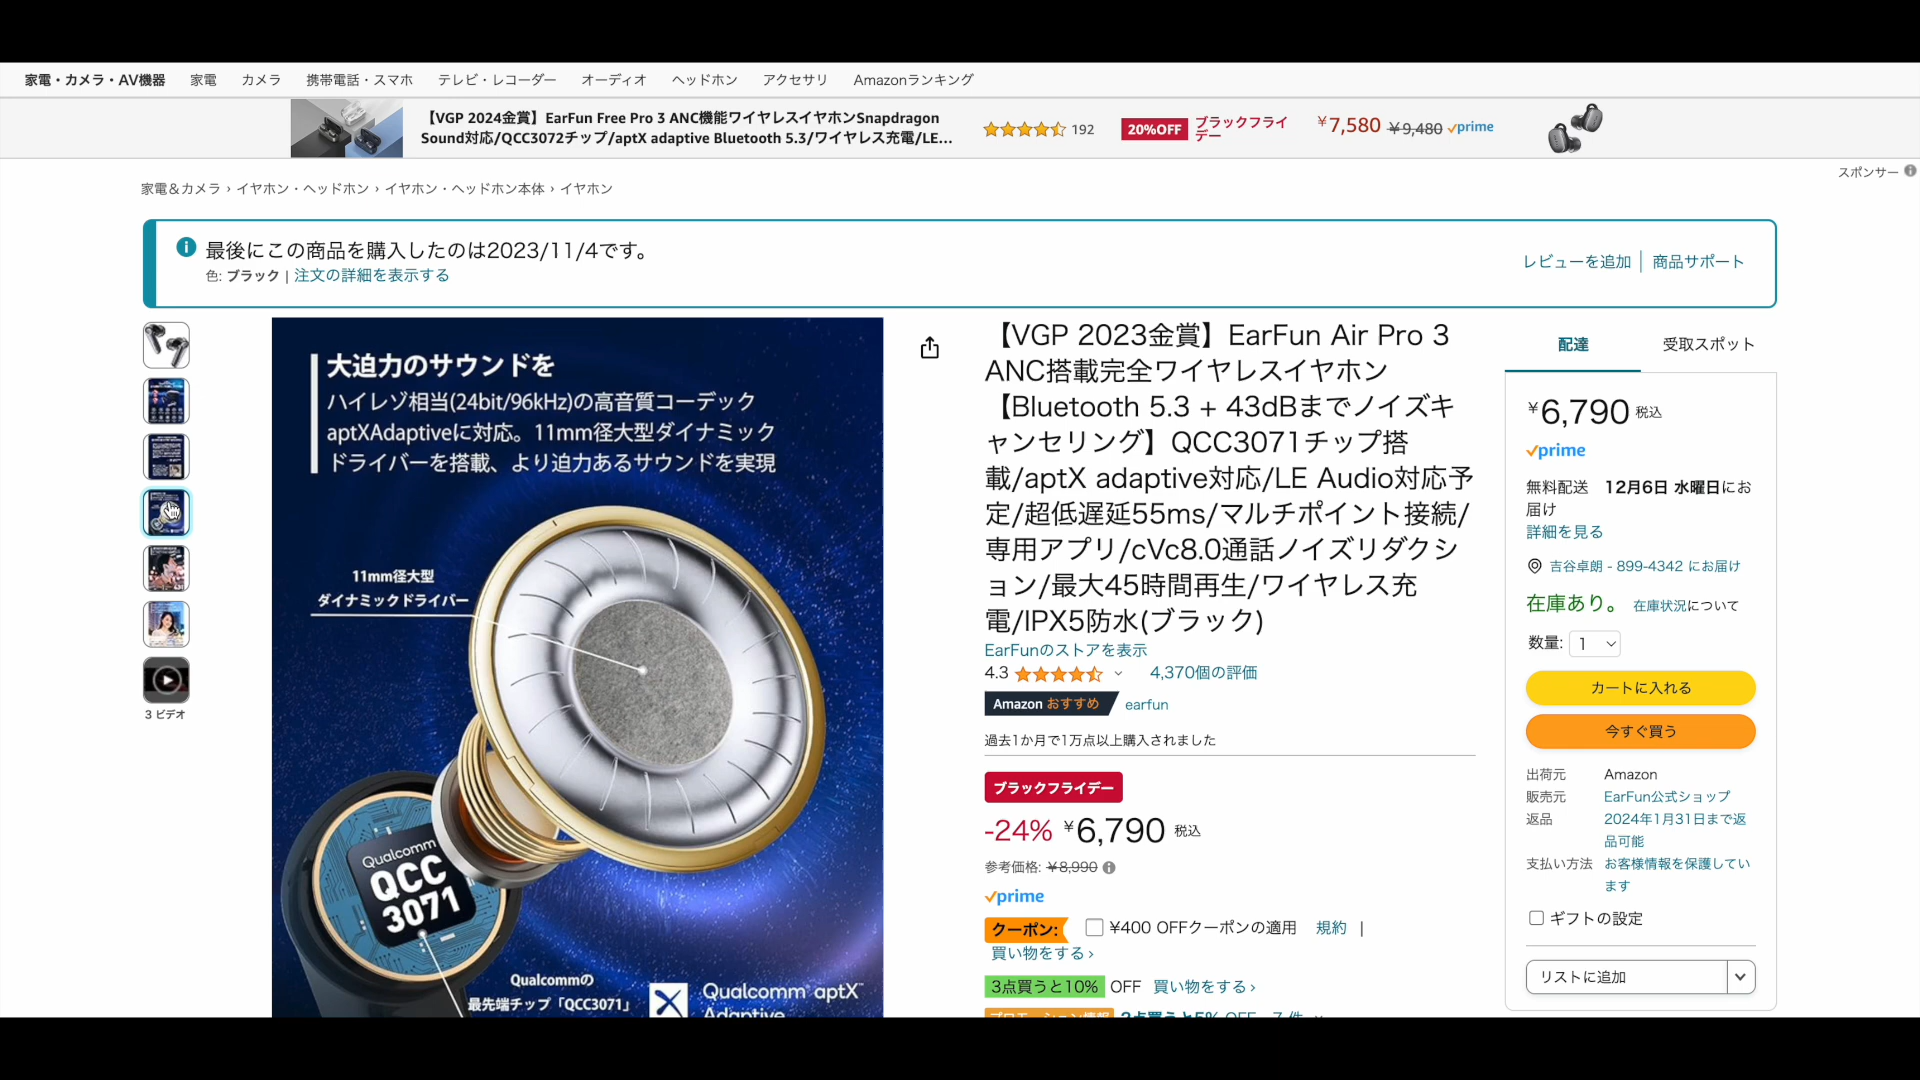 家電・カメラ・AV機器 家電 カメラ 携帯電話・スマホ テレビ・レコーダー オーディオ ヘッドホン アクセサリ Amazonランキング
【VGP 2024金賞】EarFun Free Pro 3 ANC機能ワイヤレスイヤホンSnapdragon
Sound対応/QCC3072チップ/aptX adaptive Bluetooth 5.3/ワイヤレス充電/LE...
192
20%OFF
ブラックフライ
デー
¥7,580 ¥9,480 prime
スポンサー
家電＆カメラ › イヤホン・ヘッドホン › イヤホン・ヘッドホン本体 › イヤホン
最後にこの商品を購入したのは2023/11/4です。
色: ブラック | 注文の詳細を表示する
レビューを追加 | 商品サポート
3 ビデオ
大迫力のサウンドを
ハイレゾ相当(24bit/96kHz)の高音質コーデック
aptXAdaptiveに対応。11mm径大型ダイナミック
ドライバーを搭載、より迫力あるサウンドを実現
11mm径大型
ダイナミックドライバー
Qualcomm
QCC
3071
Qualcommの
最先端チップ「QCC3071」
Qualcomm aptX™
Adaptive
【VGP 2023金賞】EarFun Air Pro 3
ANC搭載完全ワイヤレスイヤホン
【Bluetooth 5.3 + 43dBまでノイズキ
ャンセリング】QCC3071チップ搭
載/aptX adaptive対応/LE Audio対応予
定/超低遅延55ms/マルチポイント接続/
専用アプリ/cVc8.0通話ノイズリダクシ
ョン/最大45時間再生/ワイヤレス充
電/IPX5防水(ブラック)
EarFunのストアを表示
4.3 4,370個の評価
Amazon おすすめ earfun
過去1か月で1万点以上購入されました
ブラックフライデー
-24% ¥6,790 税込
参考価格: ¥8,990
prime
クーポン: ¥400 OFFクーポンの適用 規約 |
買い物をする ›
3点買うと10% OFF 買い物をする ›
プロモーション情報 2点買うと5% OFF 7 件
配達 受取スポット
¥6,790 税込
prime
無料配送 12月6日 水曜日にお
届け
詳細を見る
吉谷卓朗 - 899-4342 にお届け
在庫あり。 在庫状況について
数量: 1
カートに入れる
今すぐ買う
出荷元 Amazon
販売元 EarFun公式ショップ
返品 2024年1月31日まで返
品可能
支払い方法 お客様情報を保護してい
ます
ギフトの設定
リストに追加